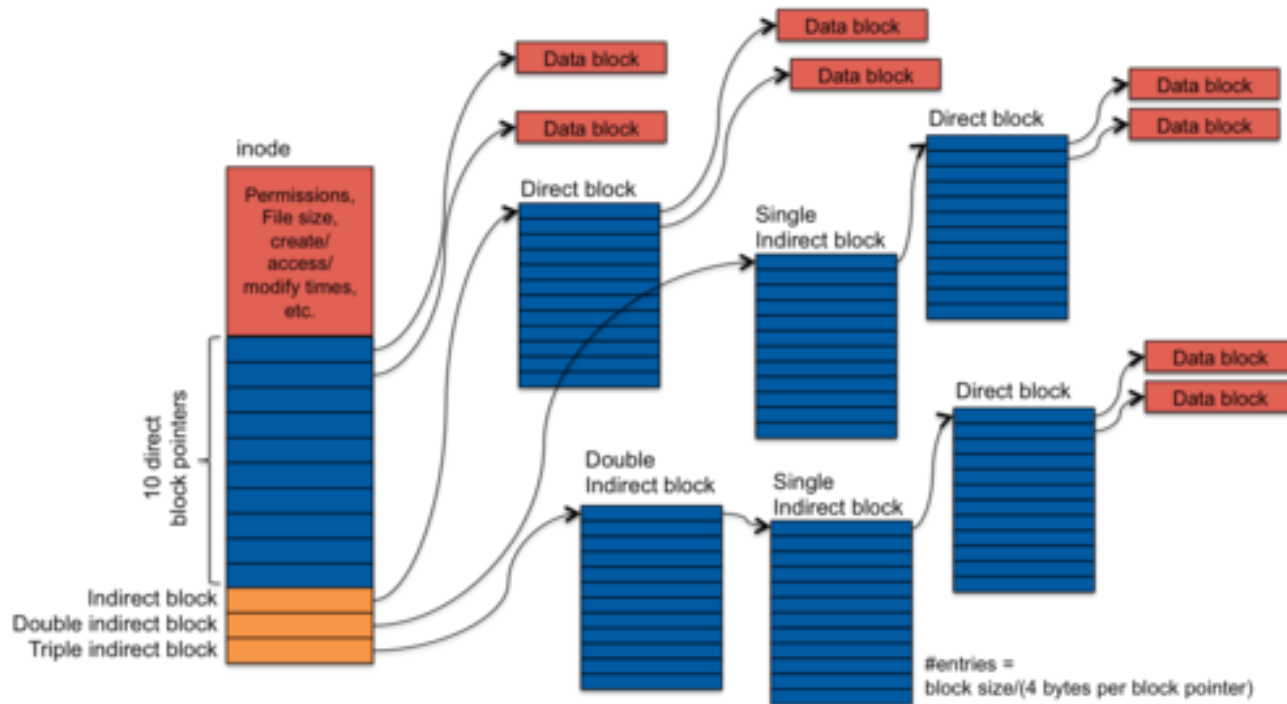 Data block
Data block
Data block
Data block
Data block
Data block
inode
Permissions,
File size,
create/
access/
modify times,
etc.
Direct block
Single
Indirect block
Direct block
10 direct
block pointers
Data block
Data block
Direct block
Double
Indirect block
Single
Indirect block
Indirect block
Double indirect block
Triple indirect block
#entries =
block size/(4 bytes per block pointer)